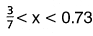 3/7 < x < 0.73